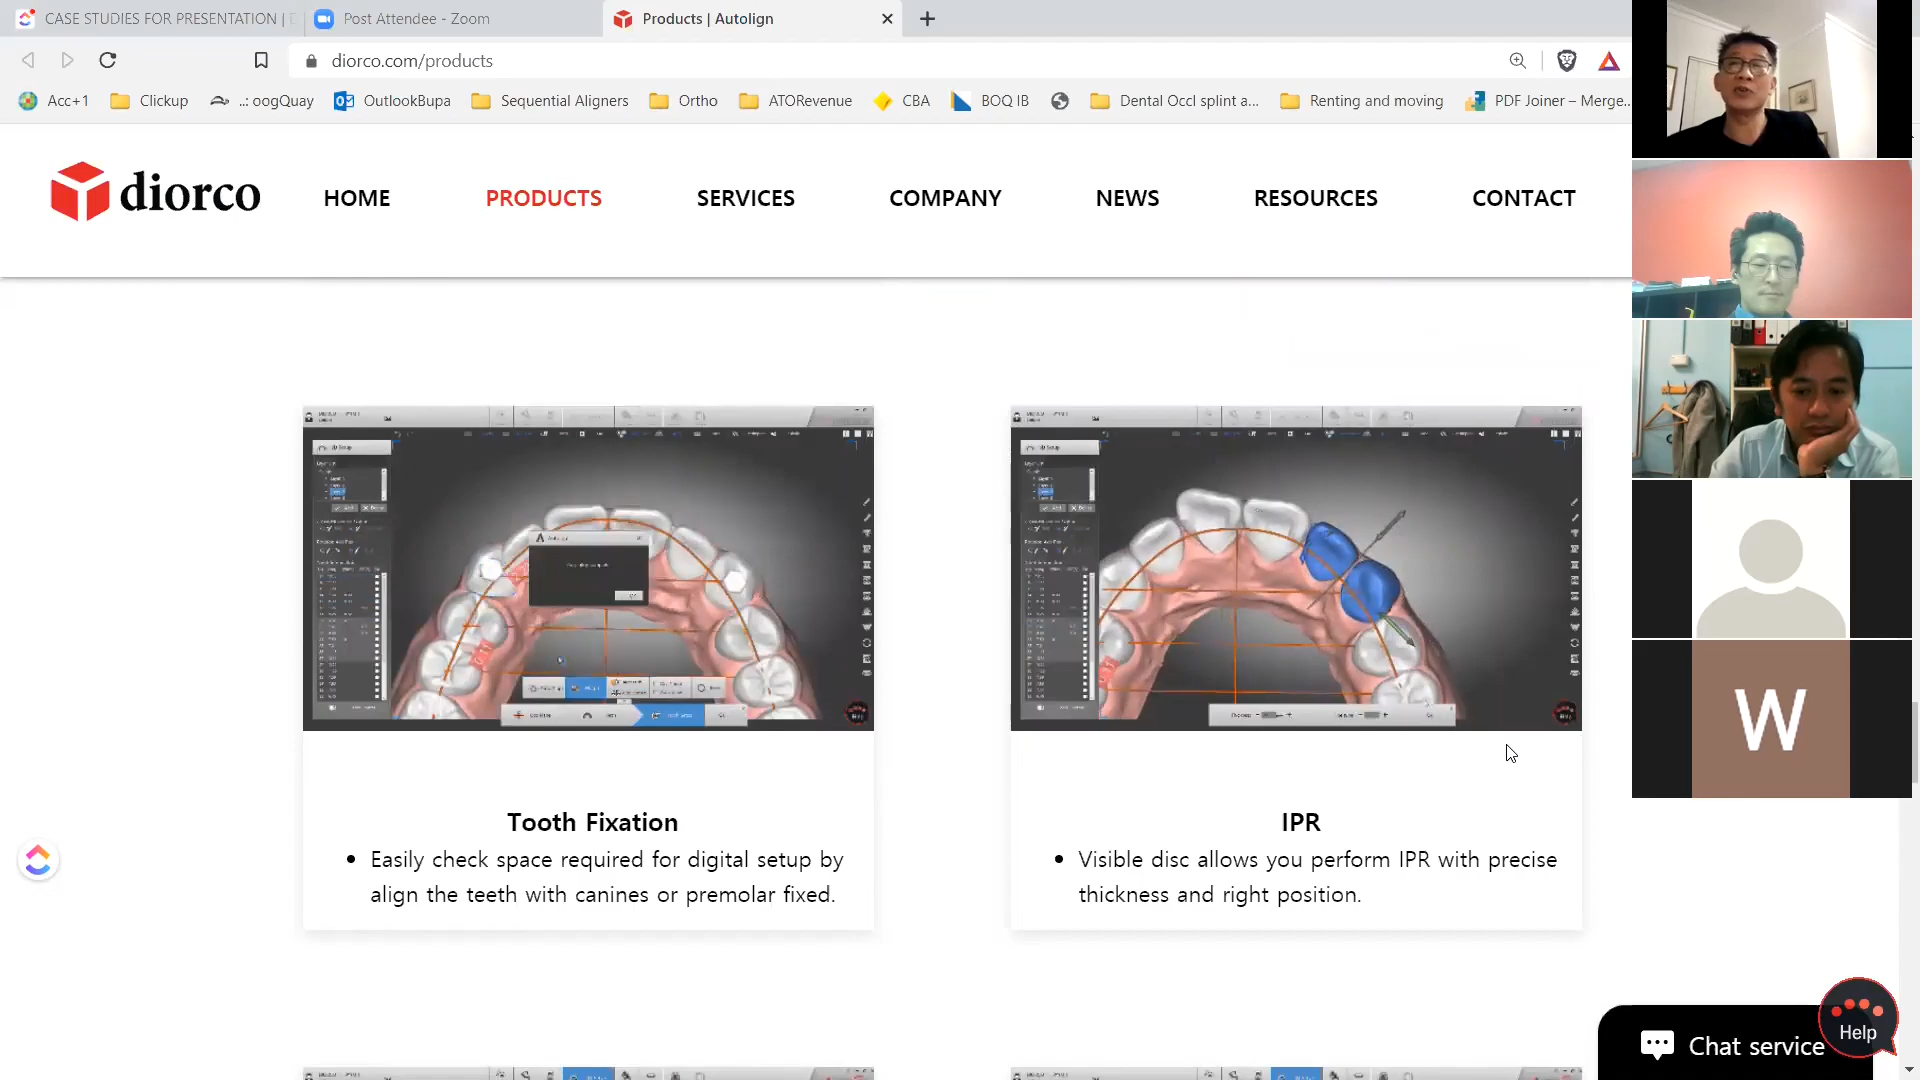 CASE STUDIES FOR PRESENTATION |
Post Attendee - Zoom
Products | Autolign
diorco.com/products
Acc+1
Clickup
..: oogQuay
OutlookBupa
Sequential Aligners
Ortho
ATORevenue
CBA
BOQ IB
Dental Occl splint a...
Renting and moving
PDF Joiner – Merge...
diorco
HOME
PRODUCTS
SERVICES
COMPANY
NEWS
RESOURCES
CONTACT
Tooth Fixation
Easily check space required for digital setup by
align the teeth with canines or premolar fixed.
IPR
Visible disc allows you perform IPR with precise
thickness and right position.
W
Help
Chat service